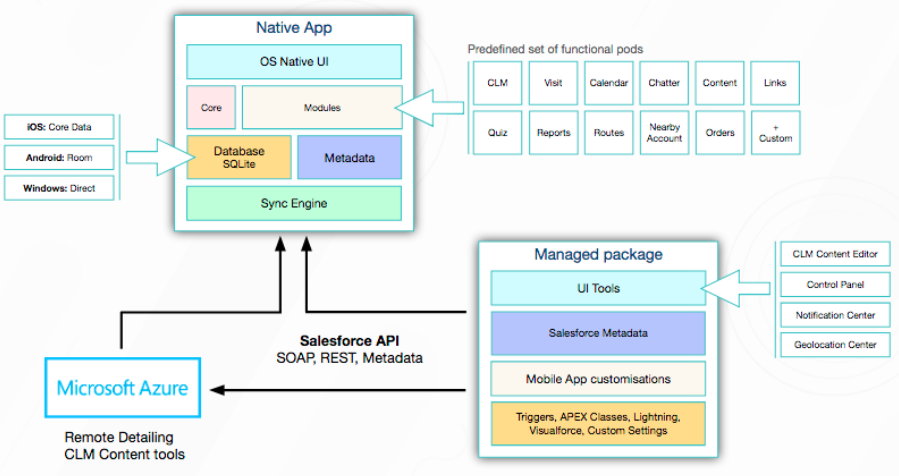 Native App
OS Native UI
Core
Modules
Database
SQLite
Metadata
Sync Engine
iOS: Core Data
Android: Room
Windows: Direct
Predefined set of functional pods
CLM
Visit
Calendar
Chatter
Content
Links
Quiz
Reports
Routes
Nearby
Account
Orders
+
Custom
Managed package
UI Tools
Salesforce Metadata
Mobile App customisations
Triggers, APEX Classes, Lightning,
Visualforce, Custom Settings
CLM Content Editor
Control Panel
Notification Center
Geolocation Center
Salesforce API
SOAP, REST, Metadata
Microsoft Azure
Remote Detailing
CLM Content tools